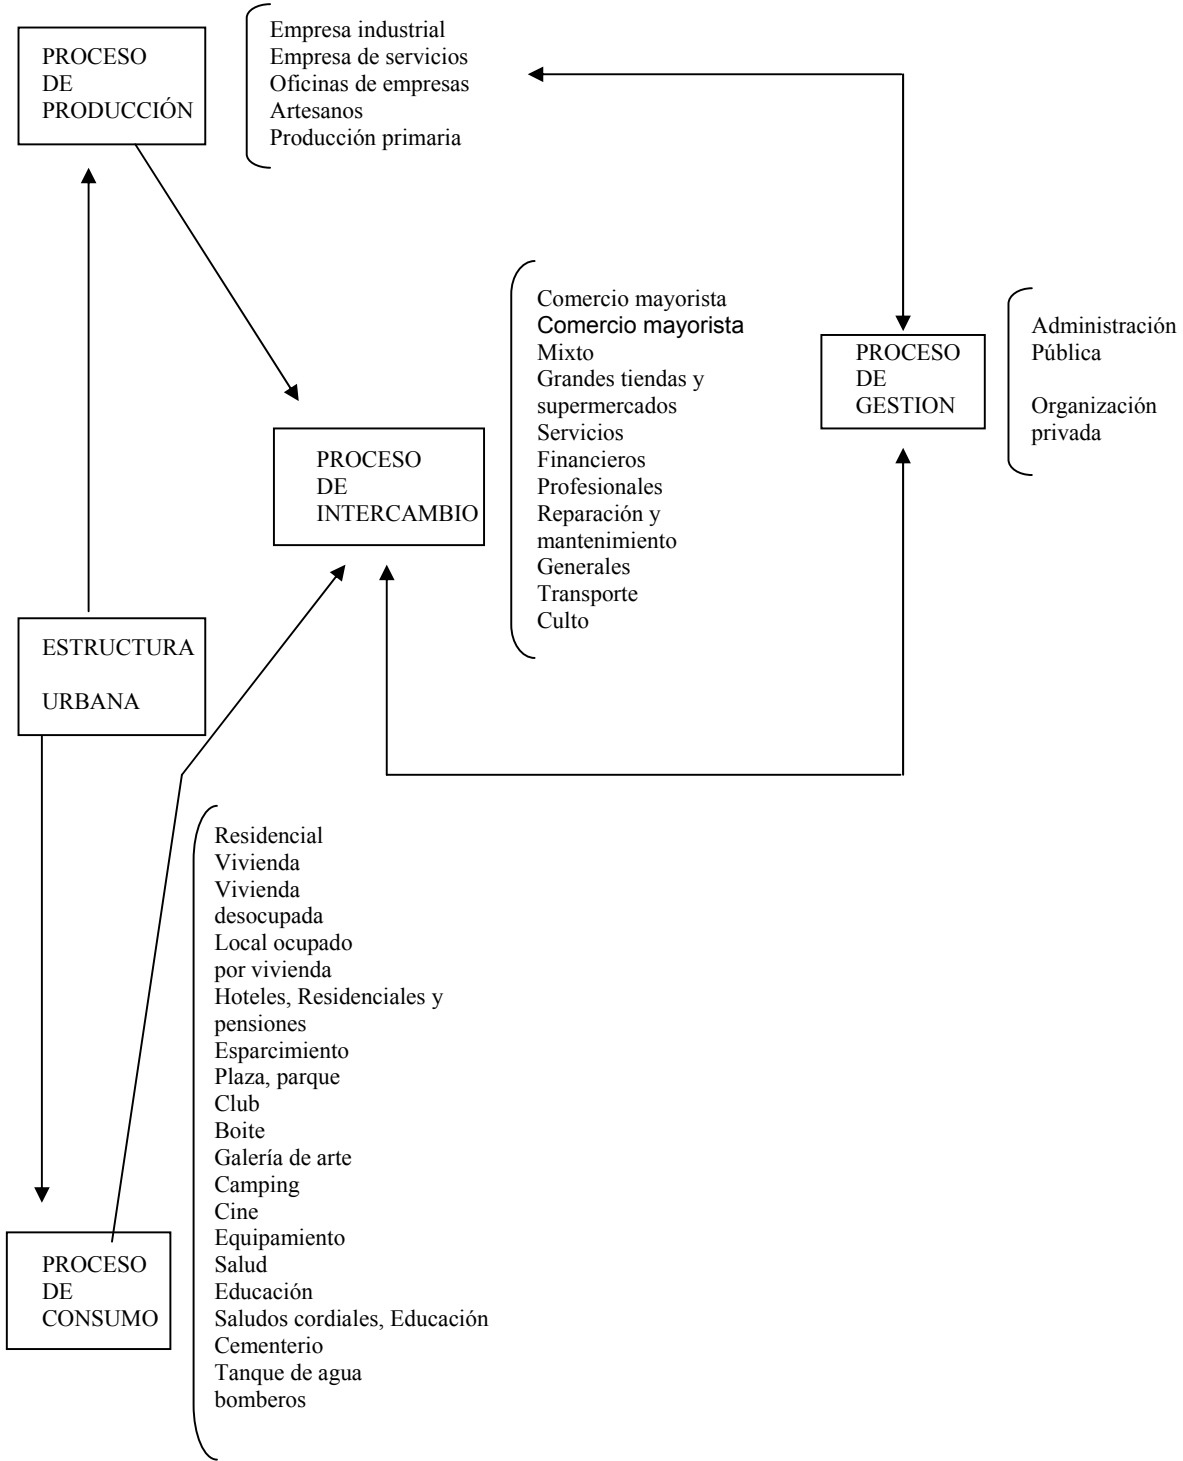 PROCESO
DE
PRODUCCIÓN
Empresa industrial
Empresa de servicios
Oficinas de empresas
Artesanos
Producción primaria
Comercio mayorista
Comercio mayorista
Mixto
Grandes tiendas y
supermercados
Servicios
Financieros
Profesionales
Reparación y
mantenimiento
Generales
Transporte
Culto
PROCESO
DE
GESTION
Administración
Pública
Organización
privada
PROCESO
DE
INTERCAMBIO
ESTRUCTURA
URBANA
Residencial
Vivienda
Vivienda
desocupada
Local ocupado
por vivienda
Hoteles, Residenciales y
pensiones
Esparcimiento
Plaza, parque
Club
Boite
Galería de arte
Camping
Cine
Equipamiento
Salud
Educación
Saludos cordiales, Educación
Cementerio
Tanque de agua
bomberos
PROCESO
DE
CONSUMO